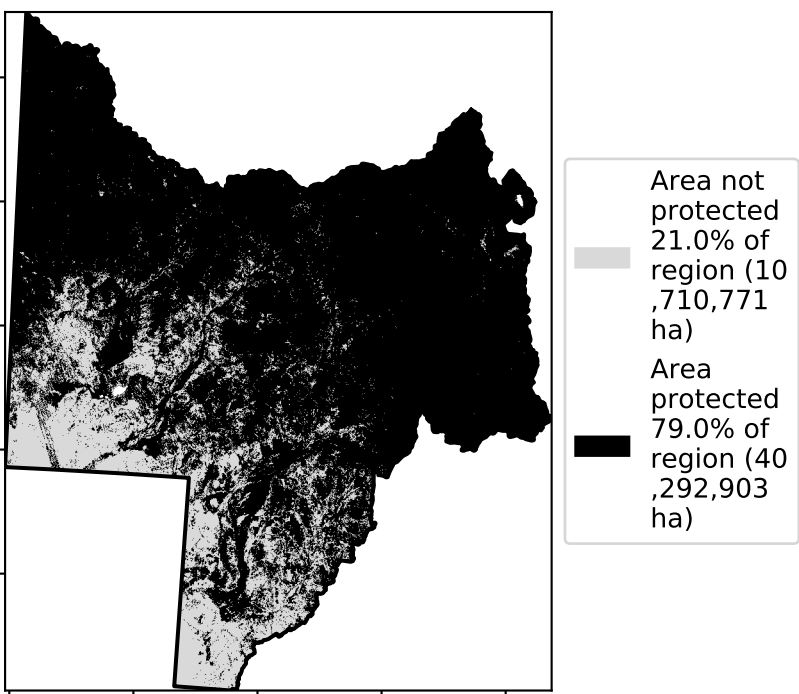 Area not
protected
21.0% of
region (10
,710,771
ha)
Area
protected
79.0% of
region (40
,292,903
ha)